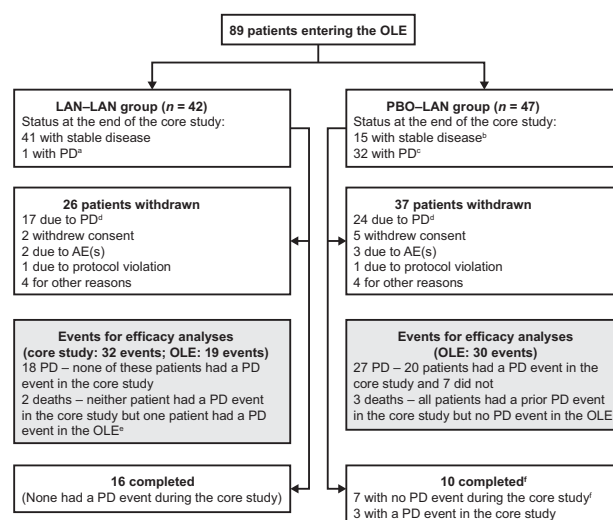 89 patients entering the OLE
LAN–LAN group (n = 42)
Status at the end of the core study:
41 with stable disease
1 with PDa
PBO–LAN group (n = 47)
Status at the end of the core study:
15 with stable diseaseb
32 with PDc
26 patients withdrawn
17 due to PDd
2 withdrew consent
2 due to AE(s)
1 due to protocol violation
4 for other reasons
37 patients withdrawn
24 due to PDd
5 withdrew consent
3 due to AE(s)
1 due to protocol violation
4 for other reasons
Events for efficacy analyses
(core study: 32 events; OLE: 19 events)
18 PD – none of these patients had a PD
event in the core study
2 deaths – neither patient had a PD event
in the core study but one patient had a PD
event in the OLEe
Events for efficacy analyses
(OLE: 30 events)
27 PD – 20 patients had a PD event in the
core study and 7 did not
3 deaths – all patients had a prior PD event
in the core study but no PD event in the OLE
16 completed
(None had a PD event during the core study)
10 completedf
7 with no PD event during the core studyf
3 with a PD event in the core study